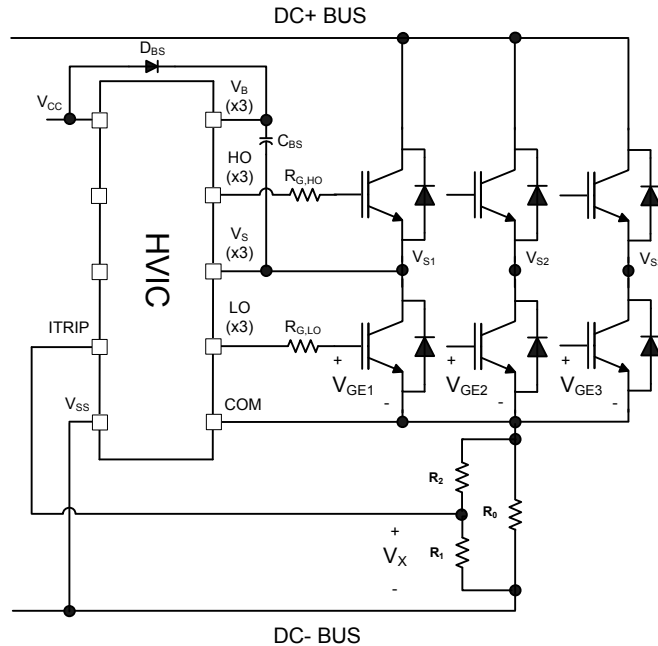 DC+ BUS
DBS
VCC
VB
(x3)
CBS
HO
(x3)
RG,HO
HVIC
VS
(x3)
VS1
VS2
VS
LO
(x3)
ITRIP
RG,LO
+
VGE1
-
+
VGE2
-
+
VGE3
-
VSS
COM
R2
R0
+
VX
-
R1
DC- BUS